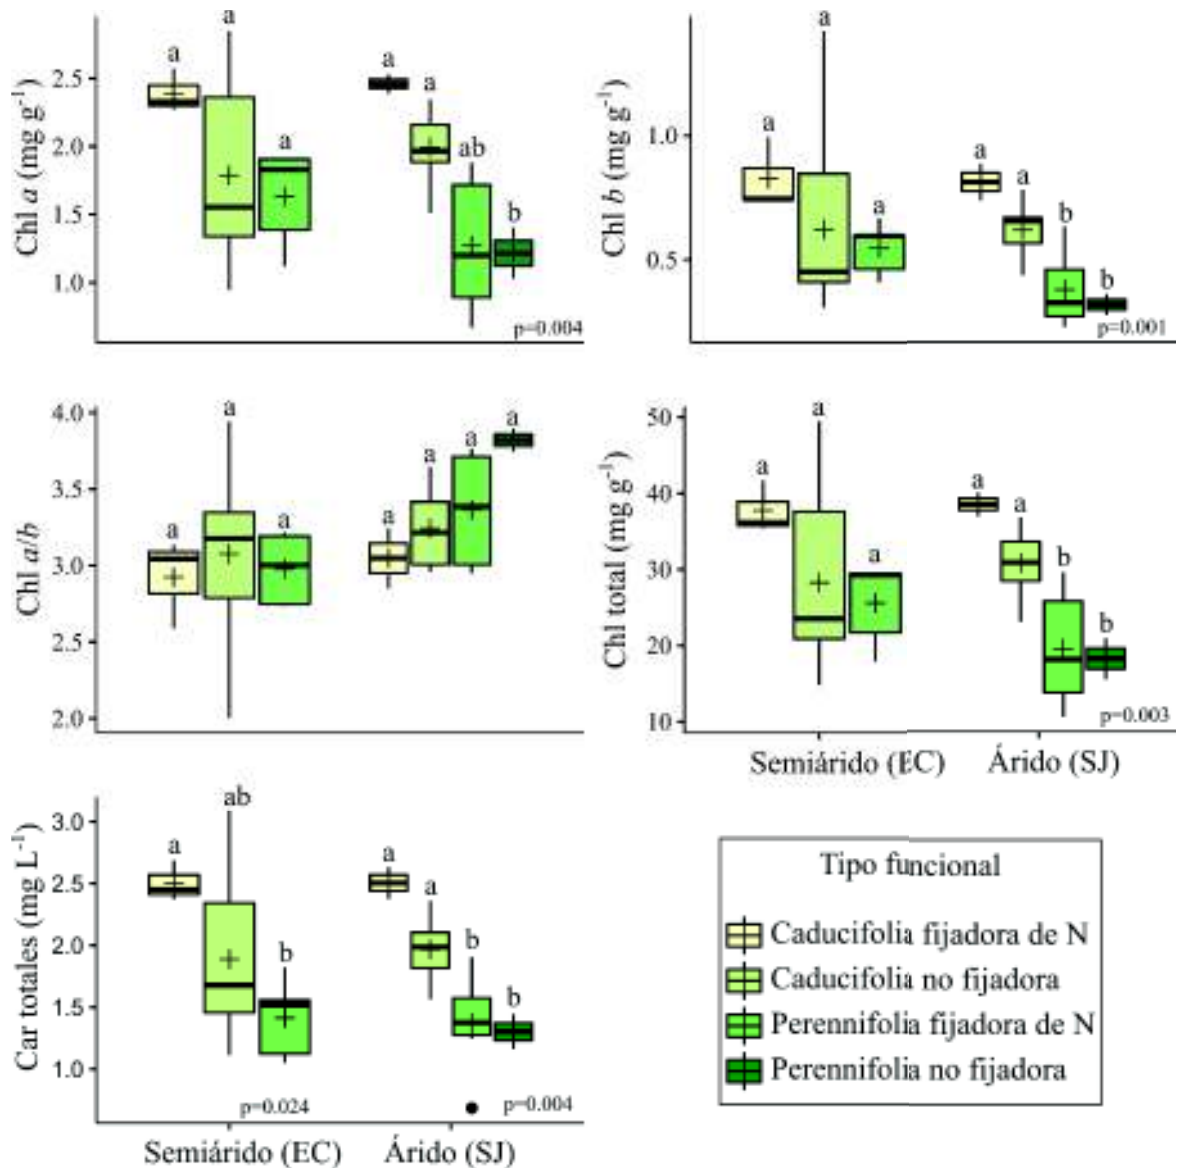 Chl a (mg g⁻¹)
2.5
2.0
1.5
1.0
a
a
a
a
a
ab
b
p=0.004
Chl b (mg g⁻¹)
1.0
0.5
a
a
a
a
a
b
b
p=0.001
Chl a/b
4.0
3.5
3.0
2.5
2.0
a
a
a
a
a
a
a
Chl total (mg g⁻¹)
50
40
30
20
10
a
a
a
a
a
b
b
p=0.003
Semiárido (EC)
Árido (SJ)
Car totales (mg L⁻¹)
3.0
2.5
2.0
1.5
1.0
a
ab
b
a
a
b
b
p=0.024
p=0.004
Semiárido (EC)
Árido (SJ)
Tipo funcional
Caducifolia fijadora de N
Caducifolia no fijadora
Perennifolia fijadora de N
Perennifolia no fijadora